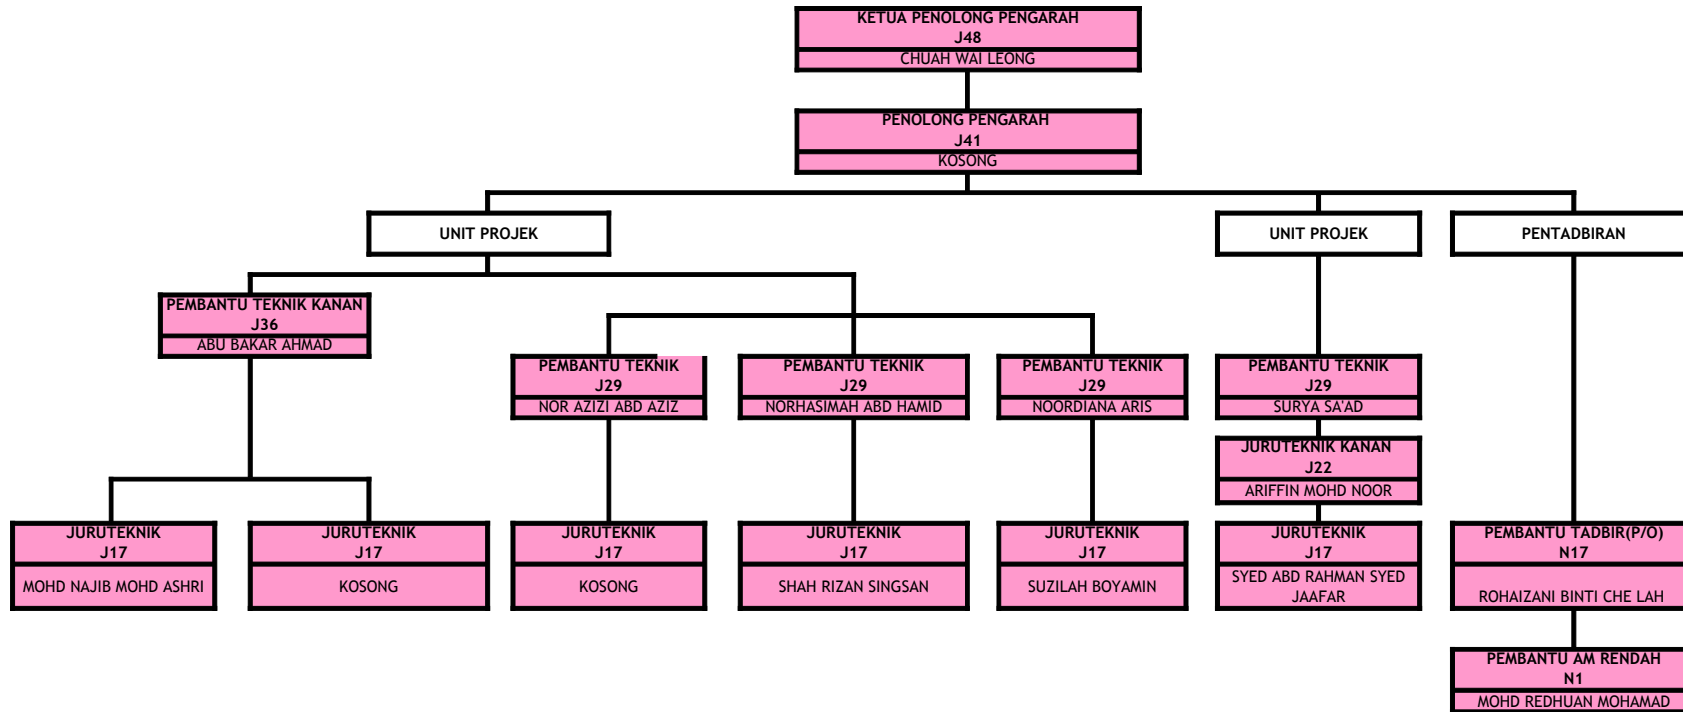 KETUA PENOLONG PENGARAH
J48
CHUAH WAI LEONG
PENOLONG PENGARAH
J41
KOSONG
UNIT PROJEK
UNIT PROJEK
PENTADBIRAN
PEMBANTU TEKNIK KANAN
J36
ABU BAKAR AHMAD
PEMBANTU TEKNIK
J29
NOR AZIZI ABD AZIZ
PEMBANTU TEKNIK
J29
NORHASIMAH ABD HAMID
PEMBANTU TEKNIK
J29
NOORDIANA ARIS
PEMBANTU TEKNIK
J29
SURYA SA'AD
JURUTEKNIK KANAN
J22
ARIFFIN MOHD NOOR
JURUTEKNIK
J17
MOHD NAJIB MOHD ASHRI
JURUTEKNIK
J17
KOSONG
JURUTEKNIK
J17
KOSONG
JURUTEKNIK
J17
SHAH RIZAN SINGSAN
JURUTEKNIK
J17
SUZILAH BOYAMIN
JURUTEKNIK
J17
SYED ABD RAHMAN SYED
JAAFAR
PEMBANTU TADBIR(P/O)
N17
ROHAIZANI BINTI CHE LAH
PEMBANTU AM RENDAH
N1
MOHD REDHUAN MOHAMAD